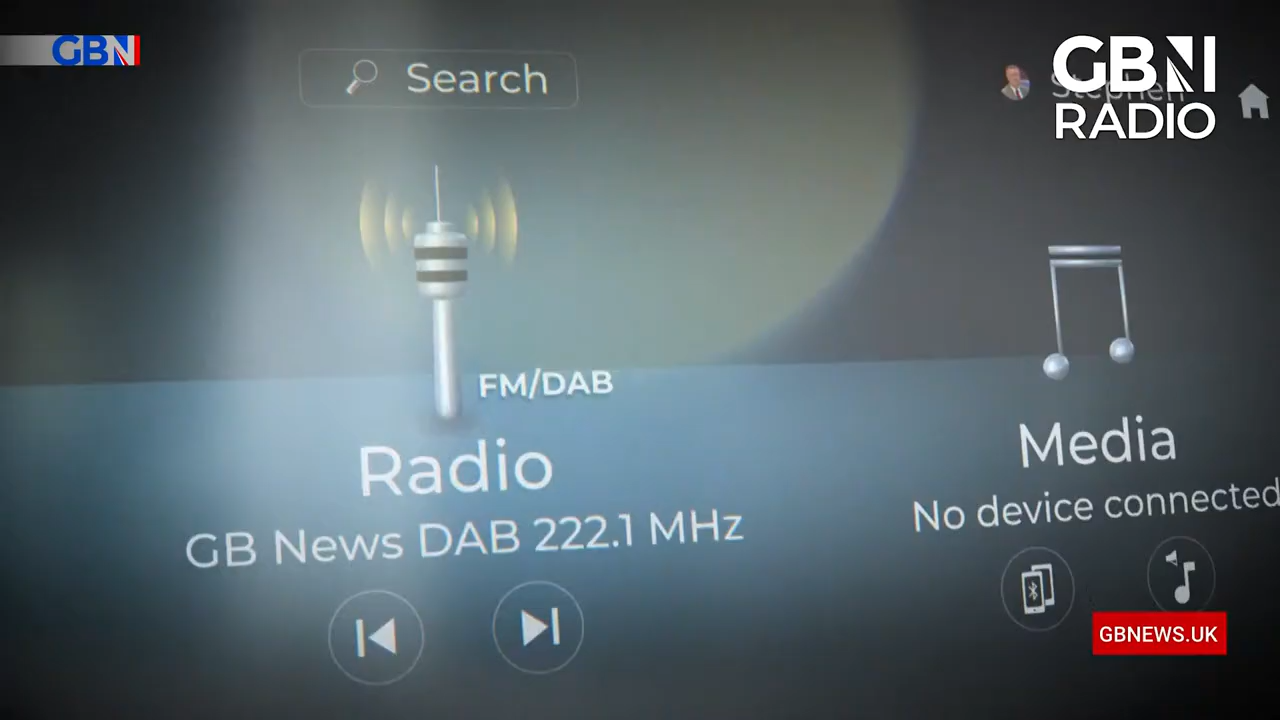 GBN
Search
Stephen
GBN
RADIO
FM/DAB
Radio
GB News DAB 222.1 MHz
Media
No device connected
GBNEWS.UK